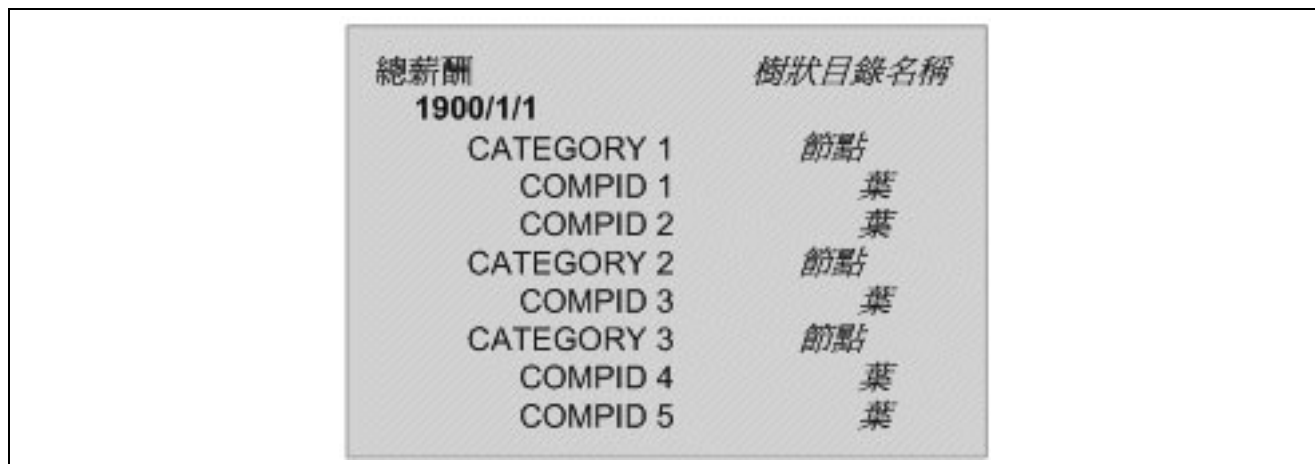 總薪酬 樹狀目錄名稱
1900/1/1
CATEGORY 1 節點
COMPID 1 葉
COMPID 2 葉
CATEGORY 2 節點
COMPID 3 葉
CATEGORY 3 節點
COMPID 4 葉
COMPID 5 葉